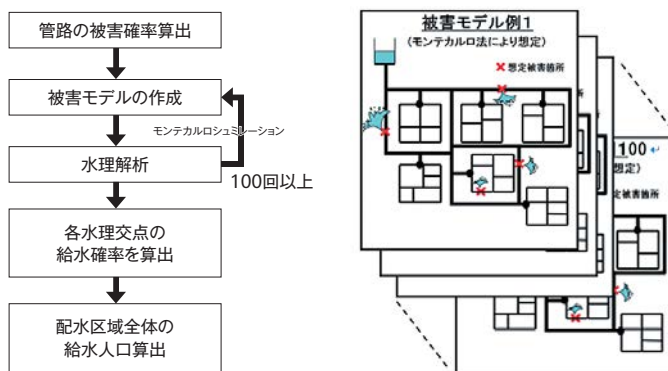 管路の被害確率算出
被害モデルの作成
モンテカルロシュミレーション
水理解析
100回以上
各水理交点の
給水確率を算出
配水区域全体の
給水人口算出
被害モデル例1
(モンテカルロ法により想定)
×想定被害箇所
100
想定)
定被害箇所